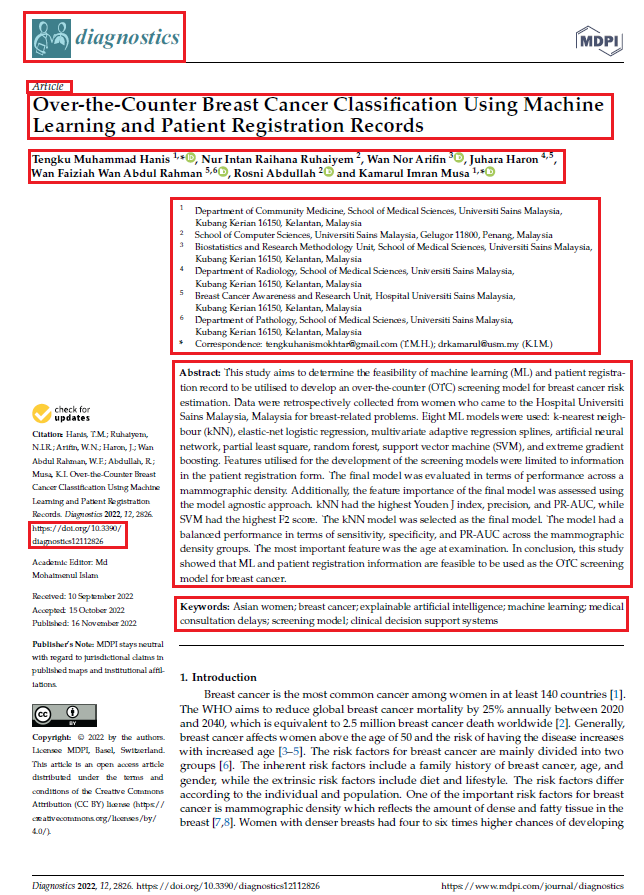 diagnostics
MDPI
Article
Over-the-Counter Breast Cancer Classification Using Machine
Learning and Patient Registration Records
Tengku Muhammad Hanis 1,*, Nur Intan Raihana Ruhaiyem 2, Wan Nor Arifin 3, Juhara Haron 4,5,
Wan Faiziah Wan Abdul Rahman 5,6, Rosni Abdullah 2 and Kamarul Imran Musa 1,*
1 Department of Community Medicine, School of Medical Sciences, Universiti Sains Malaysia,
Kubang Kerian 16150, Kelantan, Malaysia
2 School of Computer Sciences, Universiti Sains Malaysia, Gelugor 11800, Penang, Malaysia
3 Biostatistics and Research Methodology Unit, School of Medical Sciences, Universiti Sains Malaysia,
Kubang Kerian 16150, Kelantan, Malaysia
4 Department of Radiology, School of Medical Sciences, Universiti Sains Malaysia,
Kubang Kerian 16150, Kelantan, Malaysia
5 Breast Cancer Awareness and Research Unit, Hospital Universiti Sains Malaysia,
Kubang Kerian 16150, Kelantan, Malaysia
6 Department of Pathology, School of Medical Sciences, Universiti Sains Malaysia,
Kubang Kerian 16150, Kelantan, Malaysia
* Correspondence: tengkuhanismokhtar@gmail.com (T.M.H.); drkamarul@usm.my (K.I.M.)
Abstract: This study aims to determine the feasibility of machine learning (ML) and patient registra-
tion record to be utilised to develop an over-the-counter (OTC) screening model for breast cancer risk
estimation. Data were retrospectively collected from women who came to the Hospital Universiti
Sains Malaysia, Malaysia for breast-related problems. Eight ML models were used: k-nearest neigh-
bour (kNN), elastic-net logistic regression, multivariate adaptive regression splines, artificial neural
network, partial least square, random forest, support vector machine (SVM), and extreme gradient
boosting. Features utilised for the development of the screening models were limited to information
in the patient registration form. The final model was evaluated in terms of performance across a
mammographic density. Additionally, the feature importance of the final model was assessed using
the model agnostic approach. kNN had the highest Youden J index, precision, and PR-AUC, while
SVM had the highest F2 score. The kNN model was selected as the final model. The model had a
balanced performance in terms of sensitivity, specificity, and PR-AUC across the mammographic
density groups. The most important feature was the age at examination. In conclusion, this study
showed that ML and patient registration information are feasible to be used as the OTC screening
model for breast cancer.
Keywords: Asian women; breast cancer; explainable artificial intelligence; machine learning; medical
consultation delays; screening model; clinical decision support systems
check for
updates
Citation: Hanis, T.M.; Ruhaiyem,
N.I.R.; Arifin, W.N.; Haron, J.; Wan
Abdul Rahman, W.F.; Abdullah, R.;
Musa, K.I. Over-the-Counter Breast
Cancer Classification Using Machine
Learning and Patient Registration
Records. Diagnostics 2022, 12, 2826.
https://doi.org/10.3390/
diagnostics12112826
Academic Editor: Md
Mohaimenul Islam
Received: 10 September 2022
Accepted: 15 October 2022
Published: 16 November 2022
Publisher's Note: MDPI stays neutral
with regard to jurisdictional claims in
published maps and institutional affil-
iations.
cc
BY
Copyright: © 2022 by the authors.
Licensee MDPI, Basel, Switzerland.
This article is an open access article
distributed under the terms and
conditions of the Creative Commons
Attribution (CC BY) license (https://
creativecommons.org/licenses/by/
4.0/).
1. Introduction
Breast cancer is the most common cancer among women in at least 140 countries [1].
The WHO aims to reduce global breast cancer mortality by 25% annually between 2020
and 2040, which is equivalent to 2.5 million breast cancer death worldwide [2]. Generally,
breast cancer affects women above the age of 50 and the risk of having the disease increases
with increased age [3–5]. The risk factors for breast cancer are mainly divided into two
groups [6]. The inherent risk factors include a family history of breast cancer, age, and
gender, while the extrinsic risk factors include diet and lifestyle. The risk factors differ
according to the individual and population. One of the important risk factors for breast
cancer is mammographic density which reflects the amount of dense and fatty tissue in the
breast [7,8]. Women with denser breasts had four to six times higher chances of developing
Diagnostics 2022, 12, 2826. https://doi.org/10.3390/diagnostics12112826
https://www.mdpi.com/journal/diagnostics